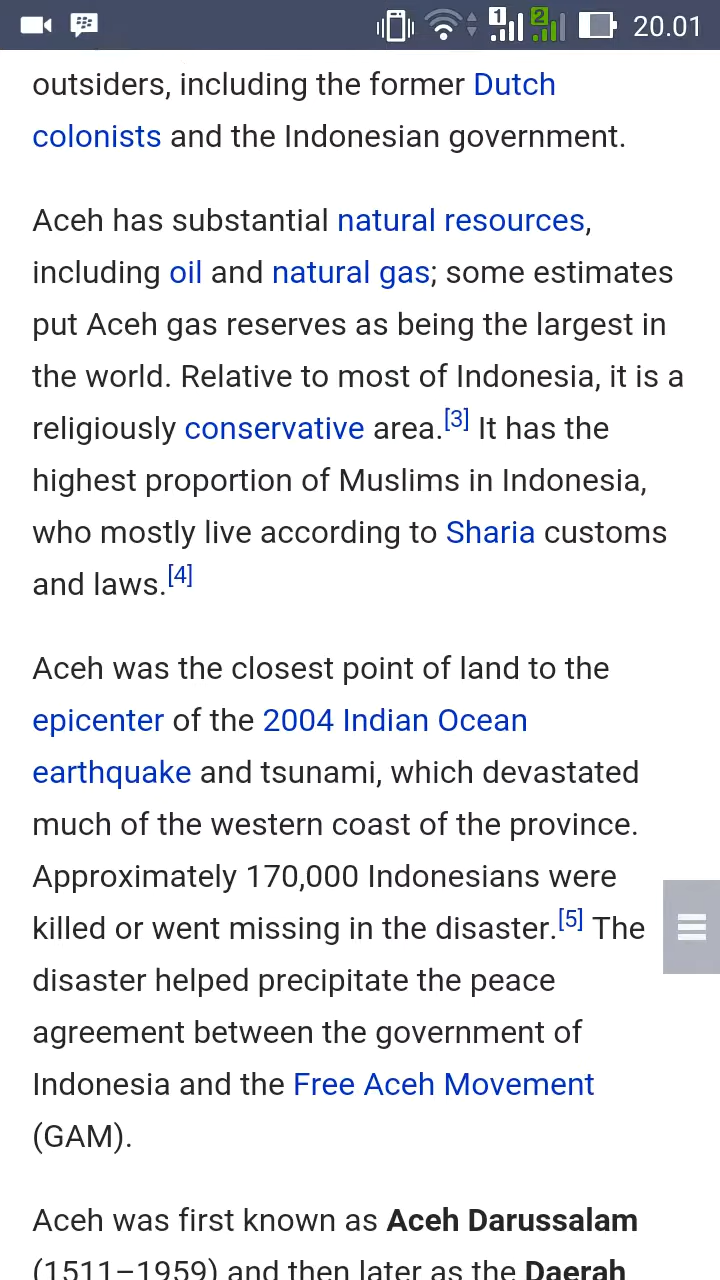 1 2 20.01
outsiders, including the former Dutch
colonists and the Indonesian government.
Aceh has substantial natural resources,
including oil and natural gas; some estimates
put Aceh gas reserves as being the largest in
the world. Relative to most of Indonesia, it is a
religiously conservative area.[3] It has the
highest proportion of Muslims in Indonesia,
who mostly live according to Sharia customs
and laws.[4]
Aceh was the closest point of land to the
epicenter of the 2004 Indian Ocean
earthquake and tsunami, which devastated
much of the western coast of the province.
Approximately 170,000 Indonesians were
killed or went missing in the disaster.[5] The
disaster helped precipitate the peace
agreement between the government of
Indonesia and the Free Aceh Movement
(GAM).
Aceh was first known as Aceh Darussalam
(1511–1959) and then later as the Daerah